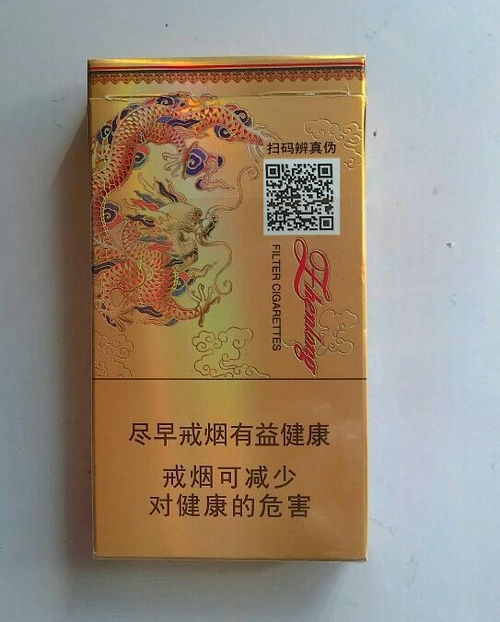 扫码辨真伪
Zhenlong
FILTER CIGARETTES
尽早戒烟有益健康
戒烟可减少
对健康的危害